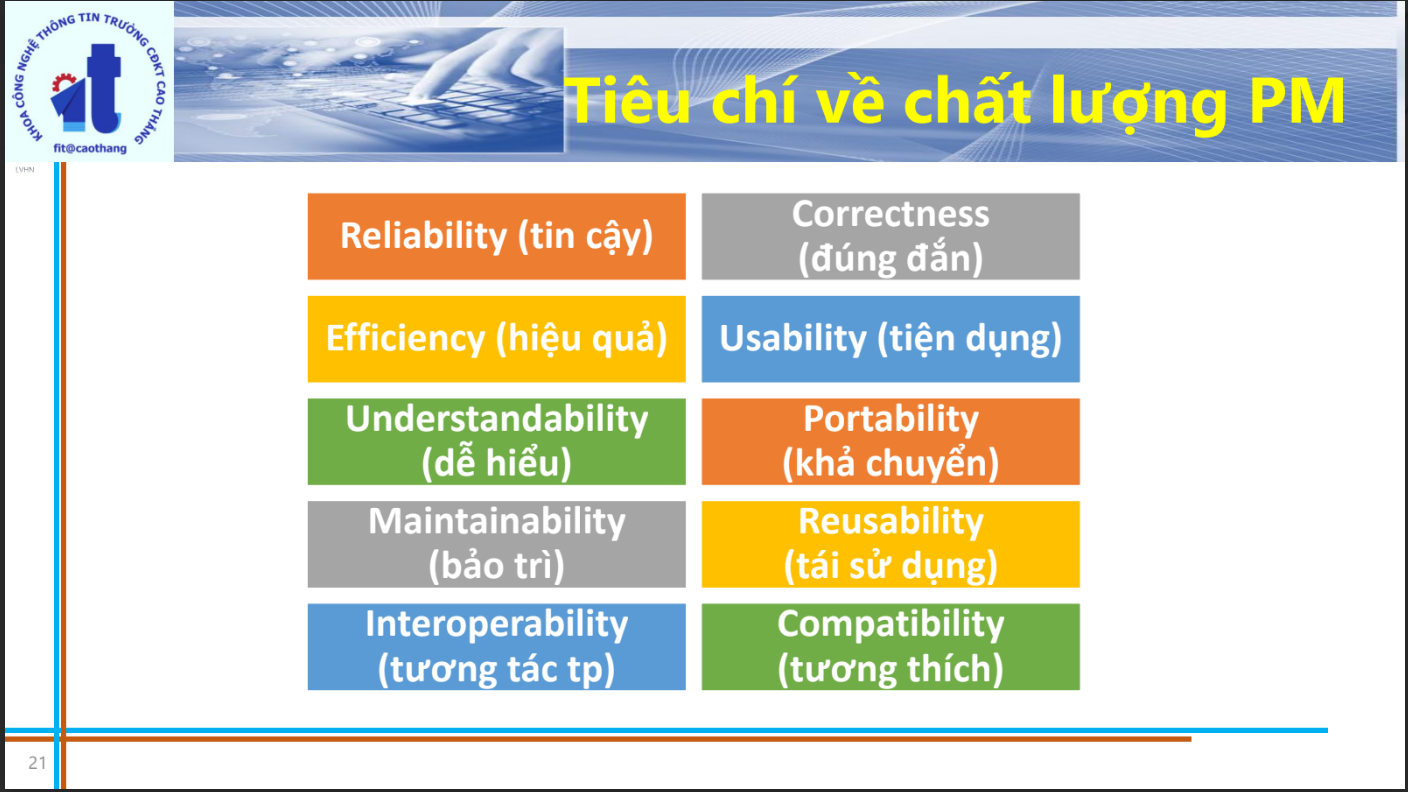 KHOA CÔNG NGHỆ THÔNG TIN TRƯỜNG CĐKT CAO THẮNG
fit@caothang
Tiêu chí về chất lượng PM
LVHN
Reliability (tin cậy)
Correctness
(đúng đắn)
Efficiency (hiệu quả)
Usability (tiện dụng)
Understandability
(dễ hiểu)
Portability
(khả chuyển)
Maintainability
(bảo trì)
Reusability
(tái sử dụng)
Interoperability
(tương tác tp)
Compatibility
(tương thích)
21